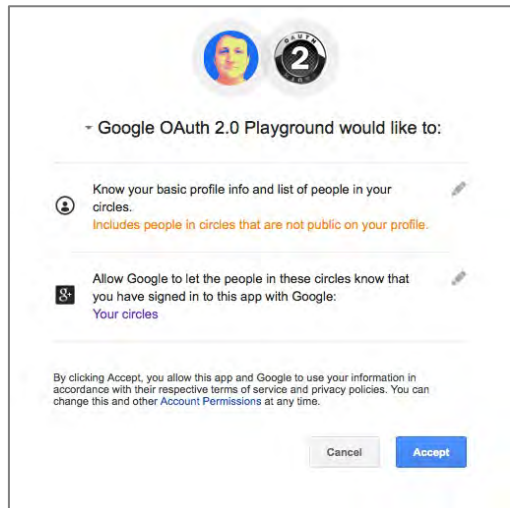 OAUTH
2
Google OAuth 2.0 Playground would like to:
Know your basic profile info and list of people in your
circles.
Includes people in circles that are not public on your profile.
g+
Allow Google to let the people in these circles know that
you have signed in to this app with Google:
Your circles
By clicking Accept, you allow this app and Google to use your information in
accordance with their respective terms of service and privacy policies. You can
change this and other Account Permissions at any time.
Cancel
Accept